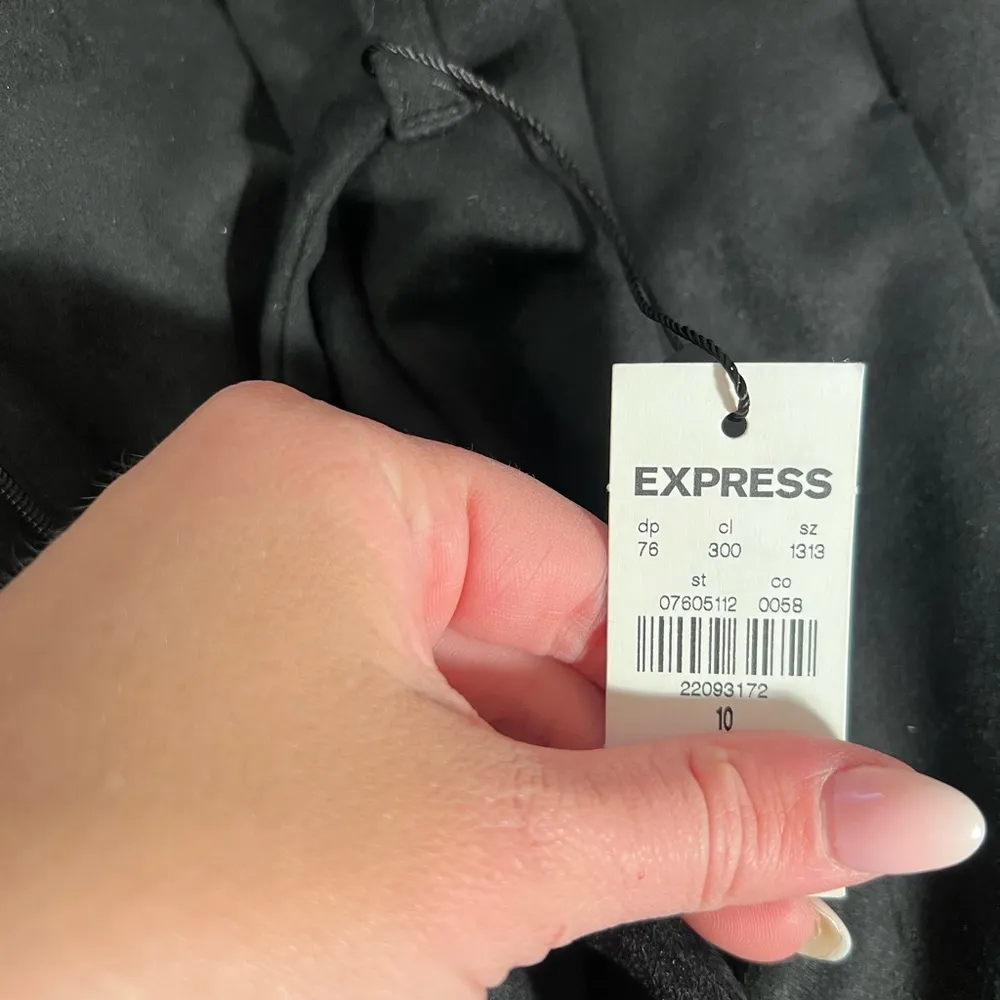 EXPRESS
dp cl sz
76 300 1313
st co
07605112 0058
22093172
10